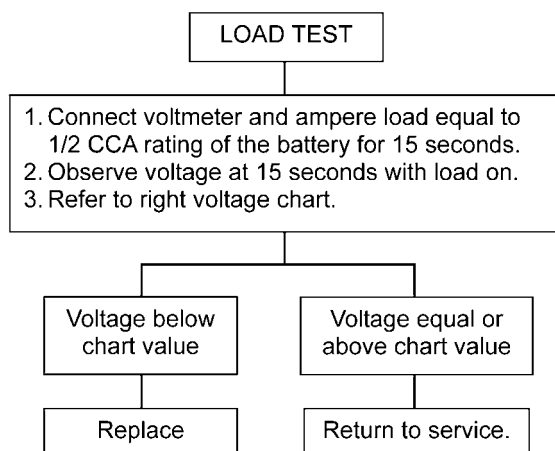 LOAD TEST
1. Connect voltmeter and ampere load equal to
1/2 CCA rating of the battery for 15 seconds.
2. Observe voltage at 15 seconds with load on.
3. Refer to right voltage chart.
Voltage below
chart value
Voltage equal or
above chart value
Replace
Return to service.